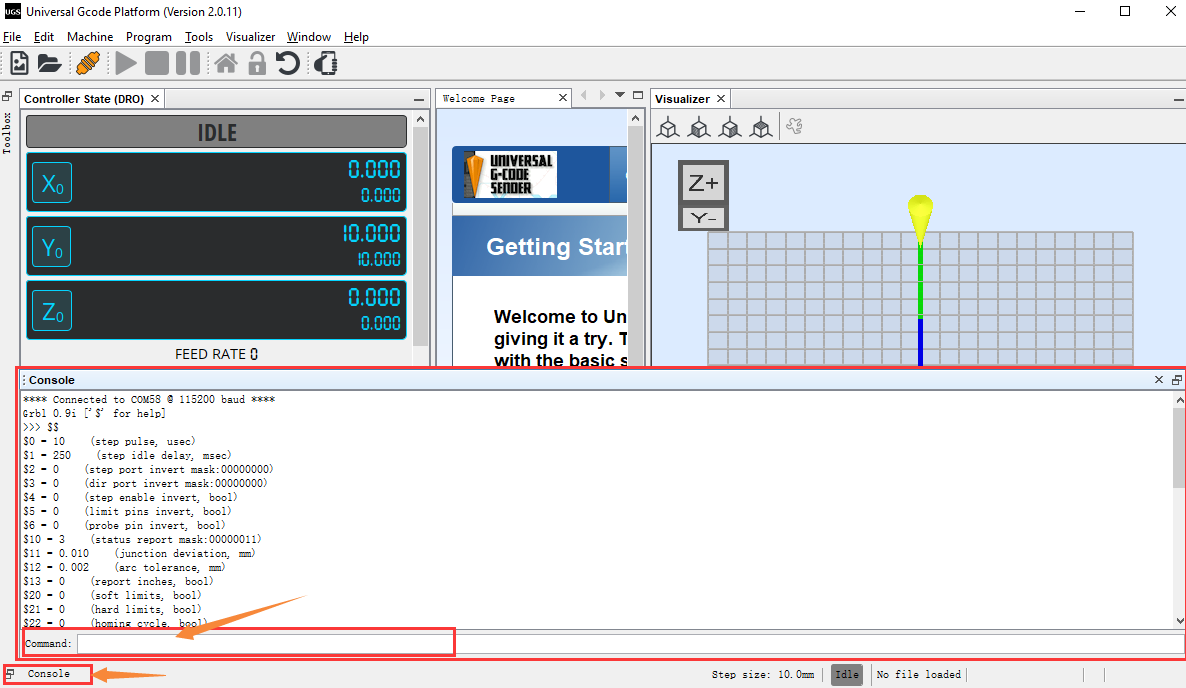 UGS Universal Gcode Platform (Version 2.0.11)
File Edit Machine Program Tools Visualizer Window Help
Toolbox
Controller State (DRO)
IDLE
X0 0.000
0.000
Y0 10.000
10.000
Z0 0.000
0.000
FEED RATE 0
Welcome Page
UNIVERSAL
G-CODE
SENDER
Getting Start
Welcome to Un
giving it a try. T
with the basic s
Visualizer
Z+
Y-
Console
**** Connected to COM58 @ 115200 baud ****
Grbl 0.9i ['$' for help]
>>> $$
$0 = 10 (step pulse, usec)
$1 = 250 (step idle delay, msec)
$2 = 0 (step port invert mask:00000000)
$3 = 0 (dir port invert mask:00000000)
$4 = 0 (step enable invert, bool)
$5 = 0 (limit pins invert, bool)
$6 = 0 (probe pin invert, bool)
$10 = 3 (status report mask:00000011)
$11 = 0.010 (junction deviation, mm)
$12 = 0.002 (arc tolerance, mm)
$13 = 0 (report inches, bool)
$20 = 0 (soft limits, bool)
$21 = 0 (hard limits, bool)
$22 = 0 (homing cycle, bool)
Command:
Console
Step size: 10.0mm Idle No file loaded